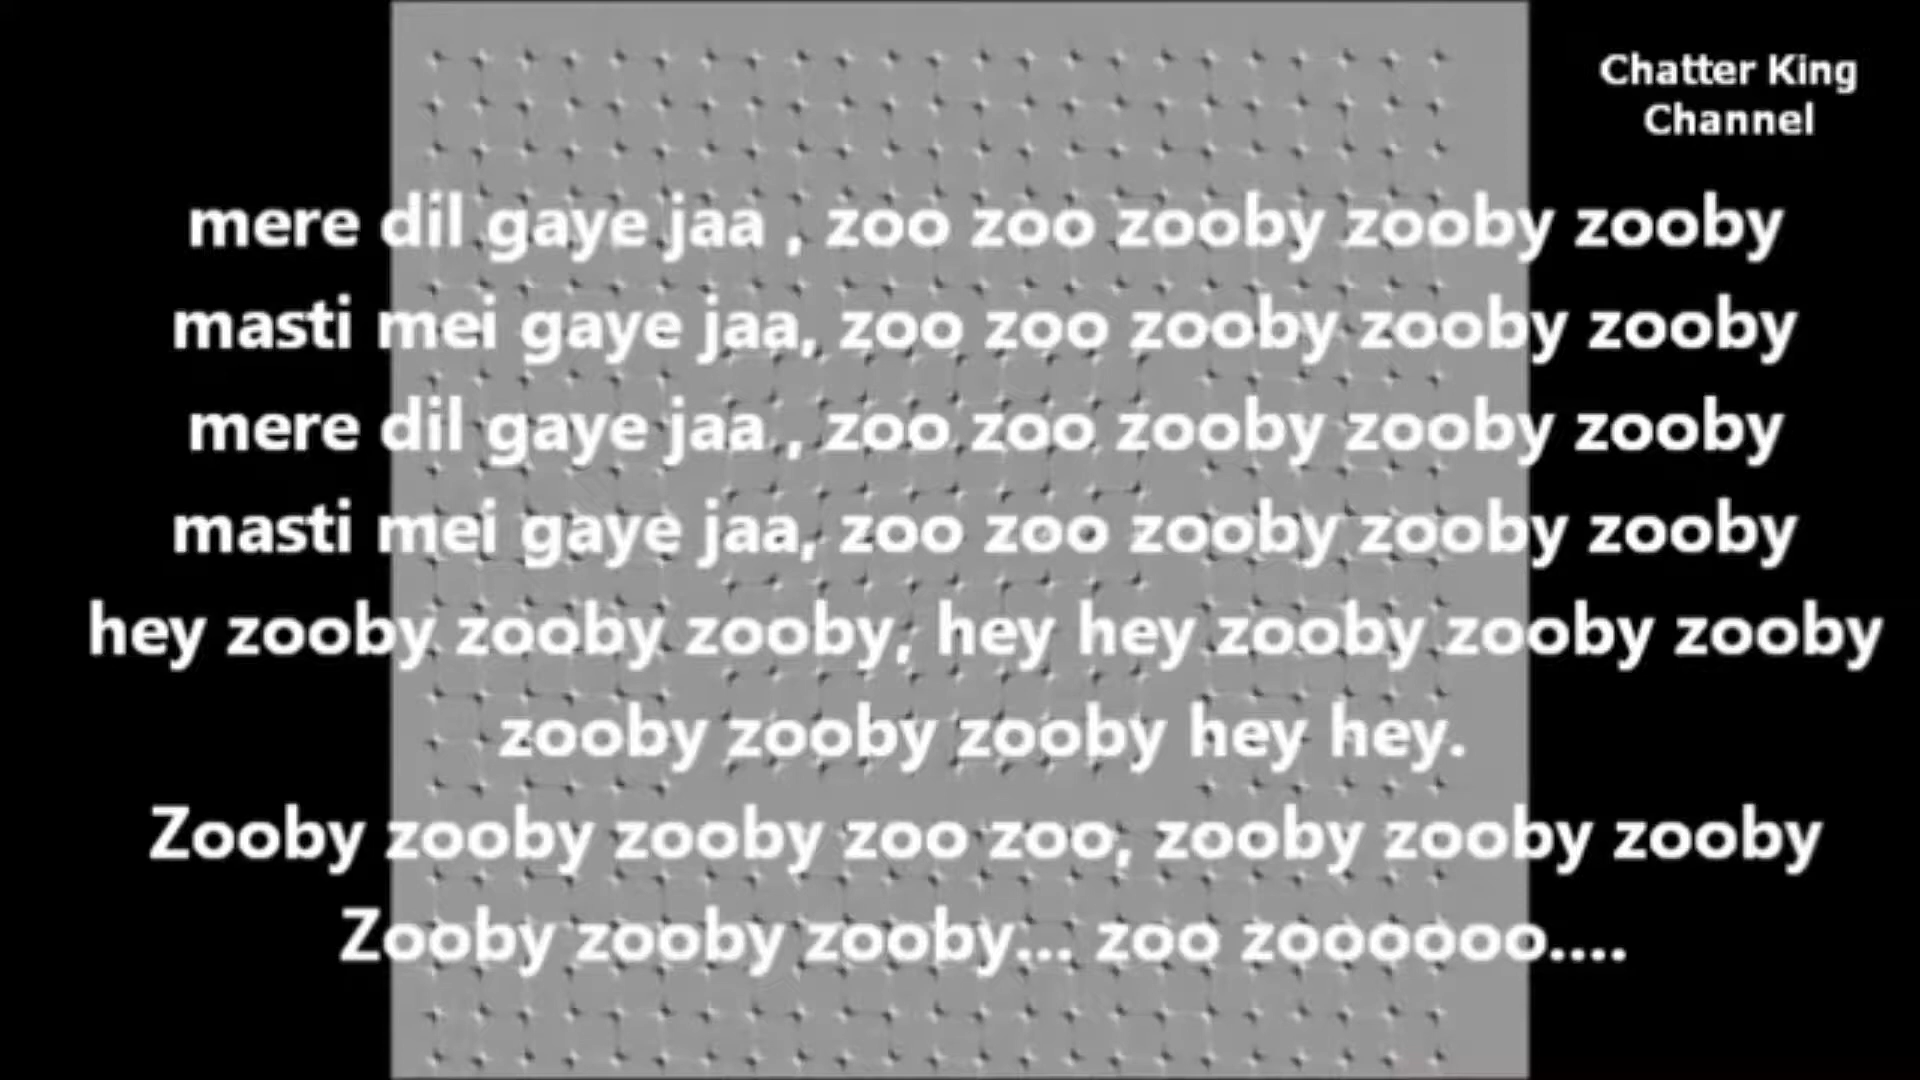 Chatter King
Channel
mere dil gaye jaa , zoo zoo zooby zooby zooby
masti mei gaye jaa, zoo zoo zooby zooby zooby
mere dil gaye jaa , zoo zoo zooby zooby zooby
masti mei gaye jaa, zoo zoo zooby zooby zooby
hey zooby zooby zooby, hey hey zooby zooby zooby
zooby zooby zooby hey hey.
Zooby zooby zooby zoo zoo, zooby zooby zooby
Zooby zooby zooby... zoo zoooooo....